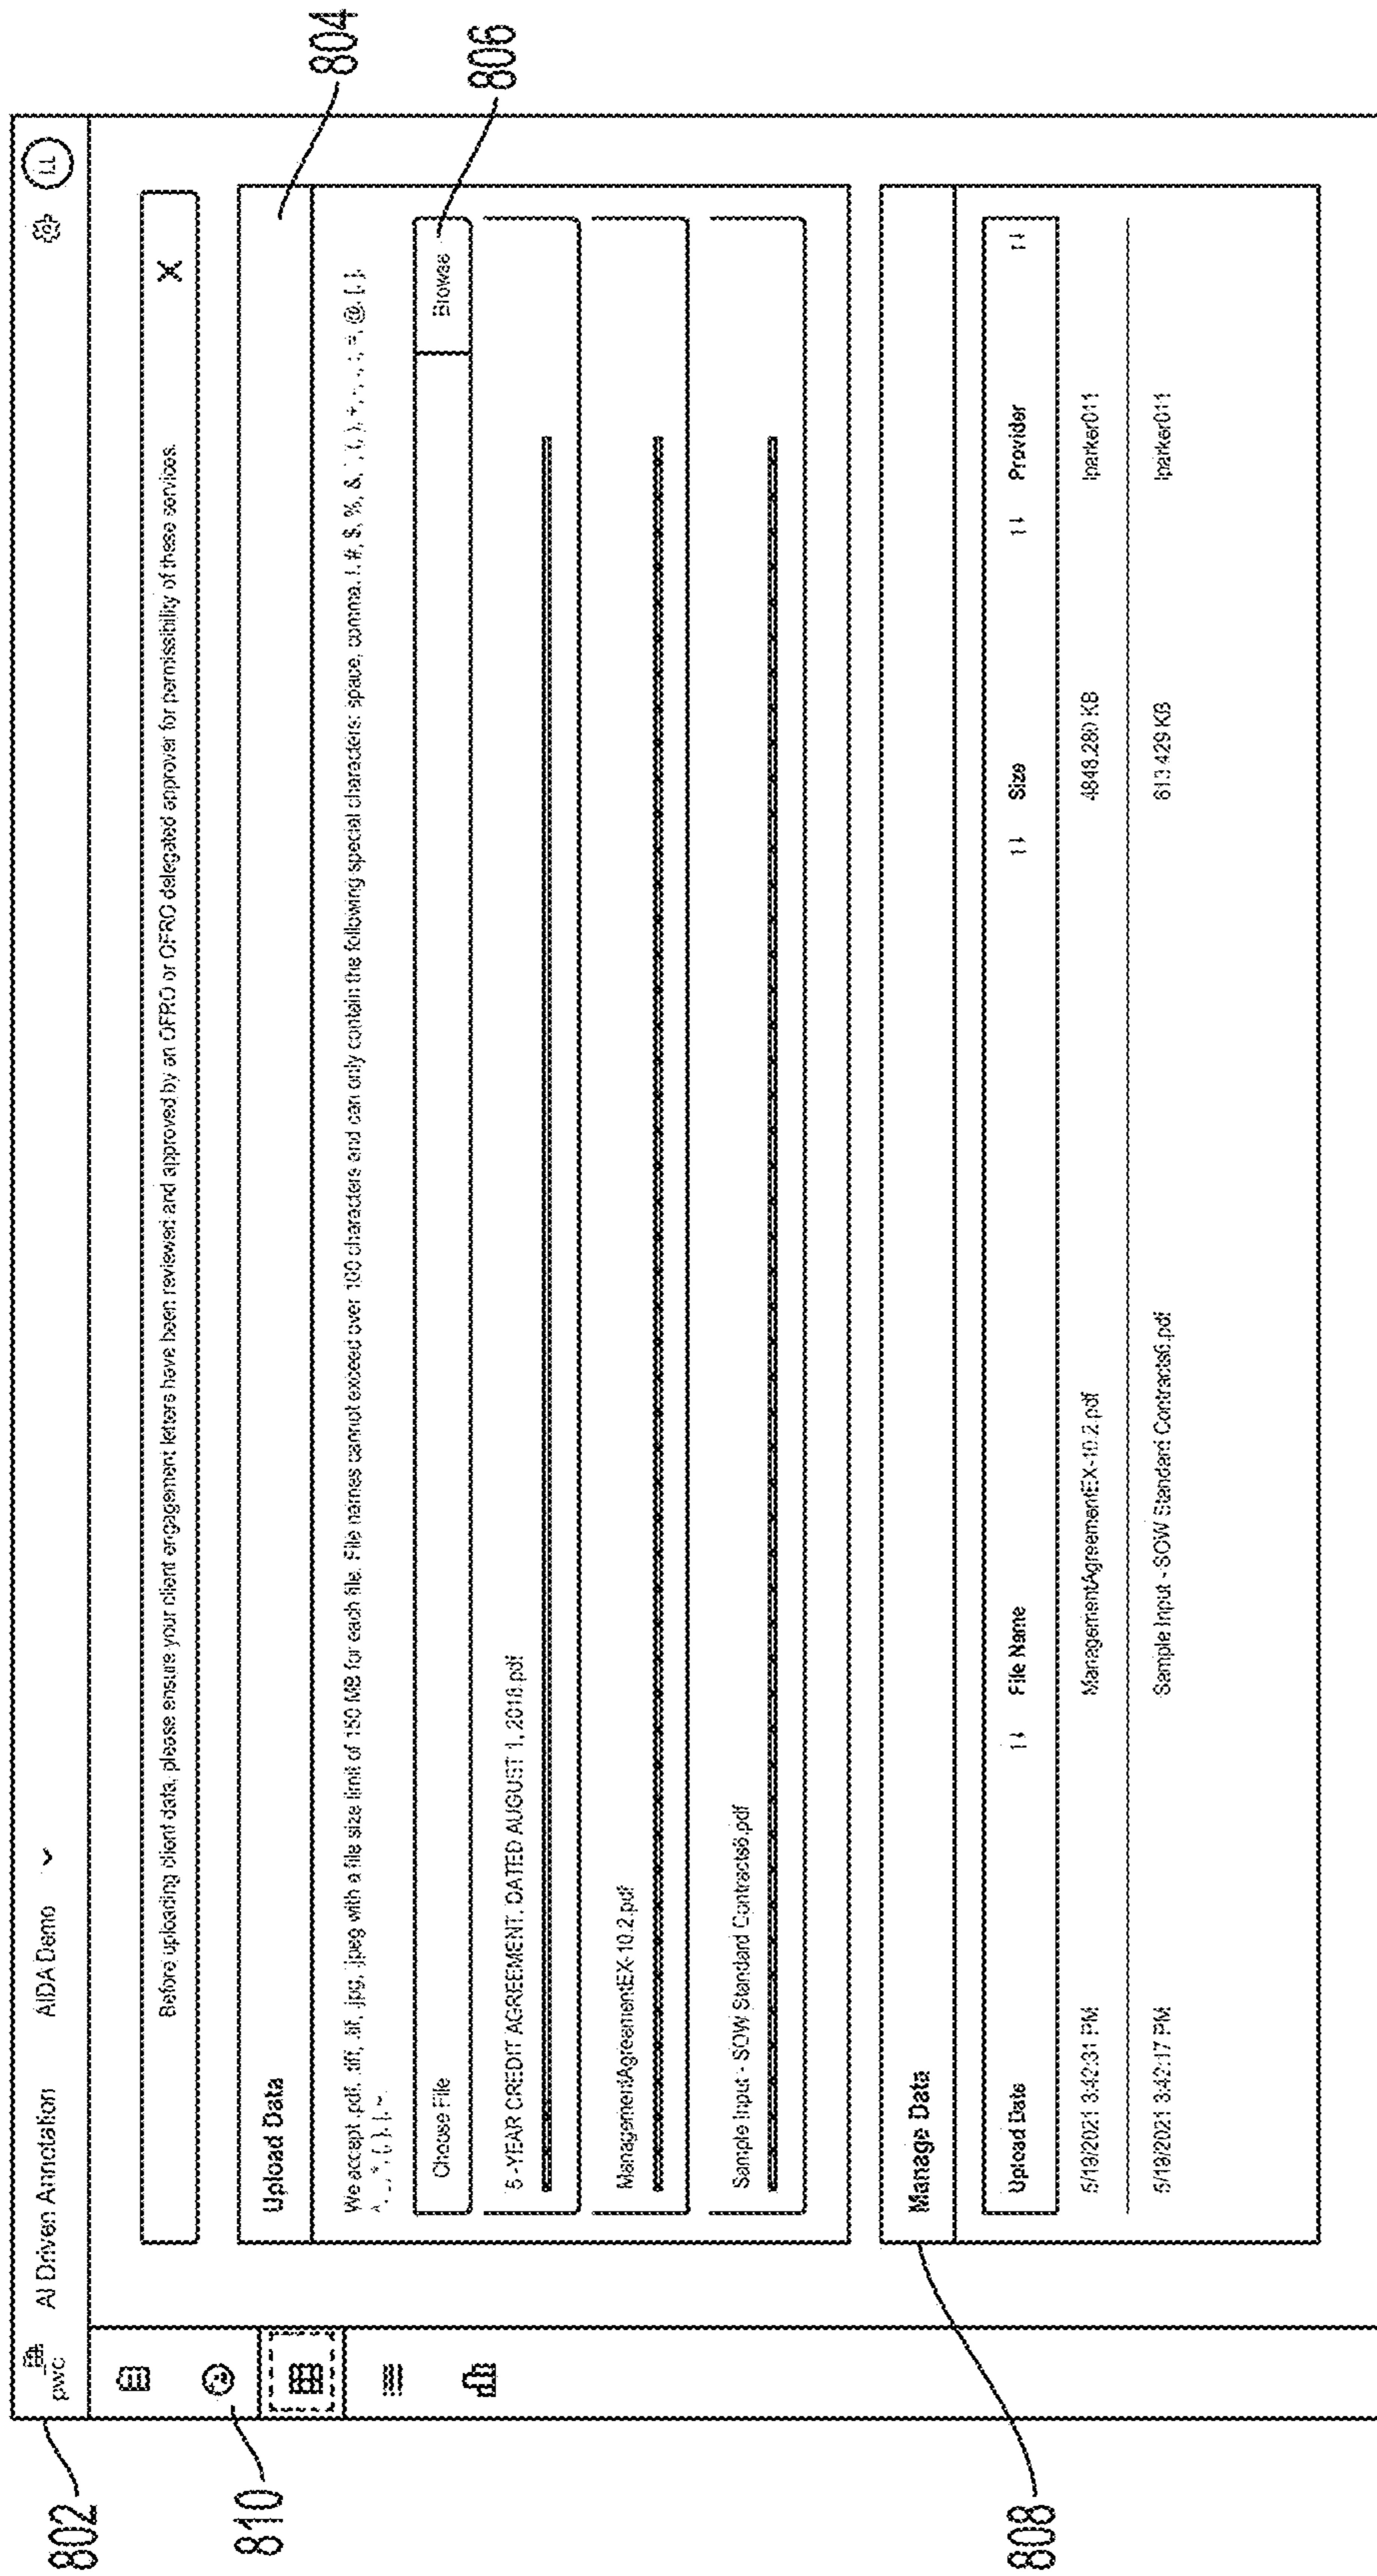 802
pwc
AI Driven Annotation
AIDA Demo
LL
Before uploading client data, please ensure your client engagement letters have been reviewed and approved by an OFRO or OFRO delegated approver for permissibility of these services.
X
804
Upload Data
We accept .pdf, .tiff, .tif, .jpg, .jpeg with a file size limit of 150 MB for each file. File names cannot exceed over 100 characters and can only contain the following special characters: space, comma, !, #, $, %, &,
Choose File
Browse
806
5 -YEAR CREDIT AGREEMENT, DATED AUGUST 1, 2016.pdf
ManagementAgreementEX-10.2.pdf
Sample Input - SOW Standard Contracts6.pdf
810
808
Manage Data
Upload Date
File Name
Size
Provider
5/19/2021 3:42:31 PM
ManagementAgreementEX-10.2.pdf
4848.280 KB
lparker011
5/19/2021 3:42:17 PM
Sample Input - SOW Standard Contracts6.pdf
613.429 KB
lparker011